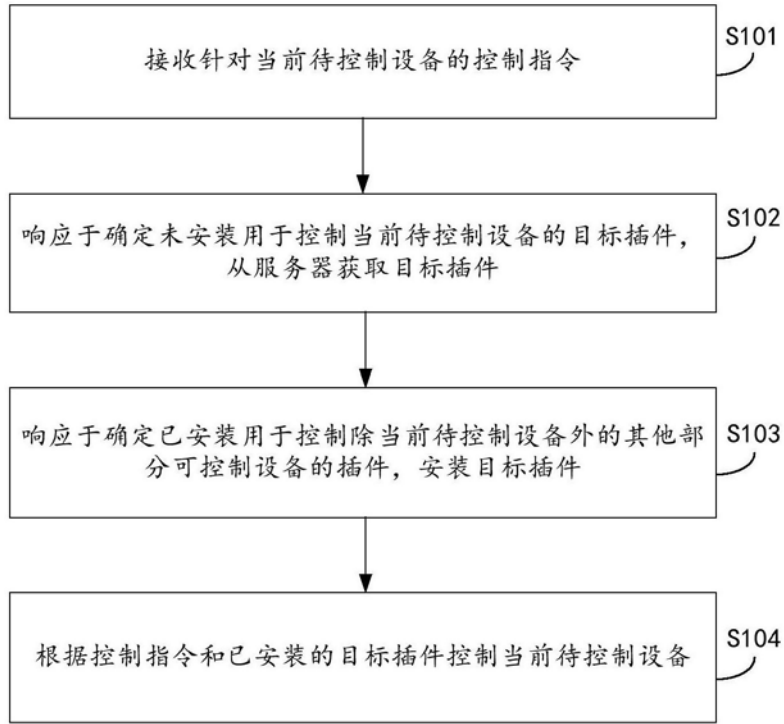 接收针对当前待控制设备的控制指令
S101
响应于确定未安装用于控制当前待控制设备的目标插件，
从服务器获取目标插件
S102
响应于确定已安装用于控制除当前待控制设备外的其他部
分可控制设备的插件，安装目标插件
S103
根据控制指令和已安装的目标插件控制当前待控制设备
S104